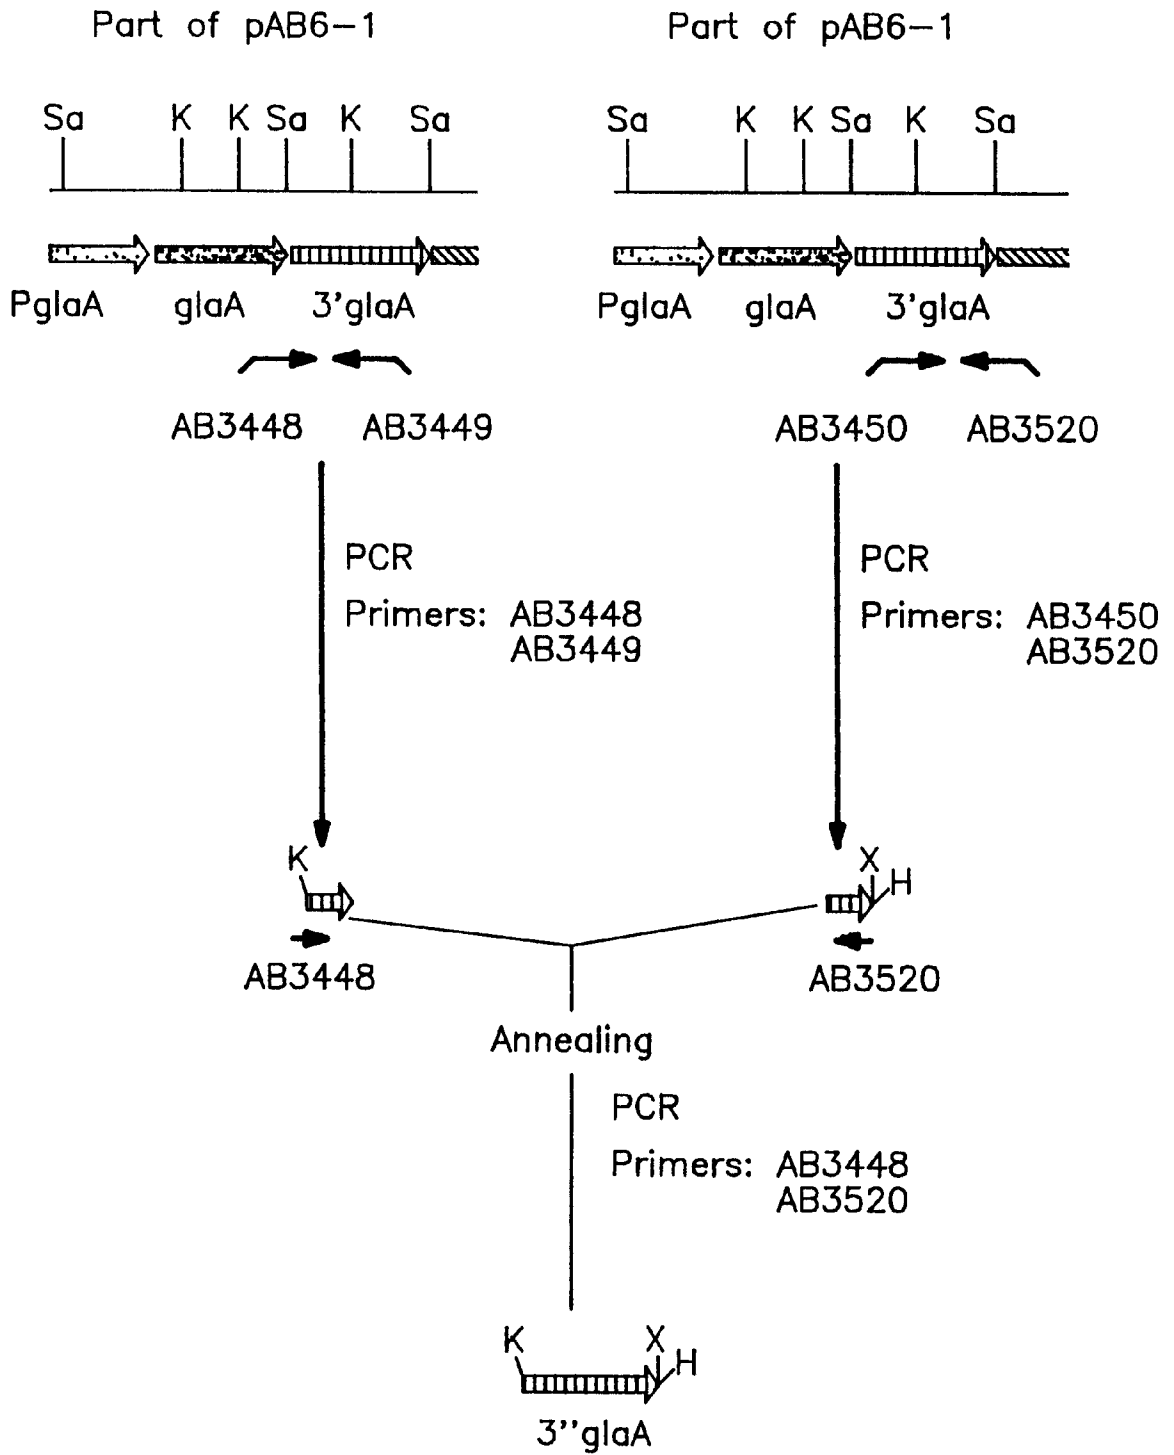 Part of pAB6-1 Part of pAB6-1
Sa K K Sa K Sa Sa K K Sa K Sa
PglaA glaA 3'glaA PglaA glaA 3'glaA
AB3448 AB3449 AB3450 AB3520
PCR PCR
Primers: AB3448 Primers: AB3450
AB3449 AB3520
K X H
AB3448 AB3520
Annealing
PCR
Primers: AB3448
AB3520
K X H
3''glaA